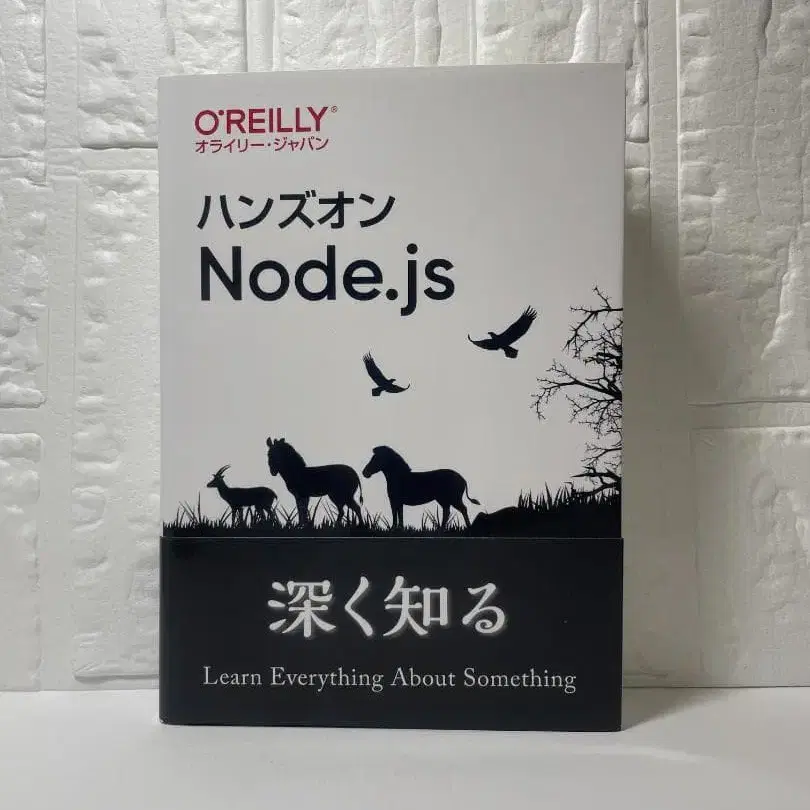 O'REILLY®
オライリー・ジャパン
ハンズオン
Node.js
深く知る
Learn Everything About Something